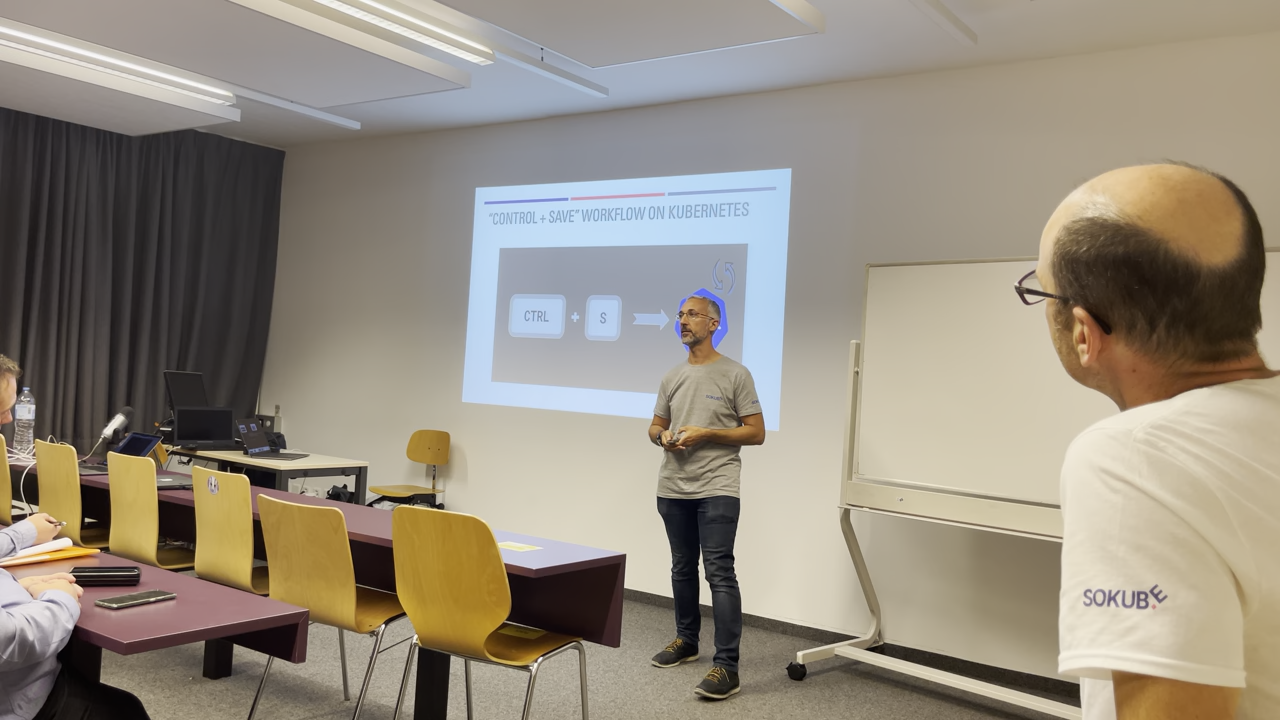 "CONTROL + SAVE" WORKFLOW ON KUBERNETES
CTRL + S
SOKUBE